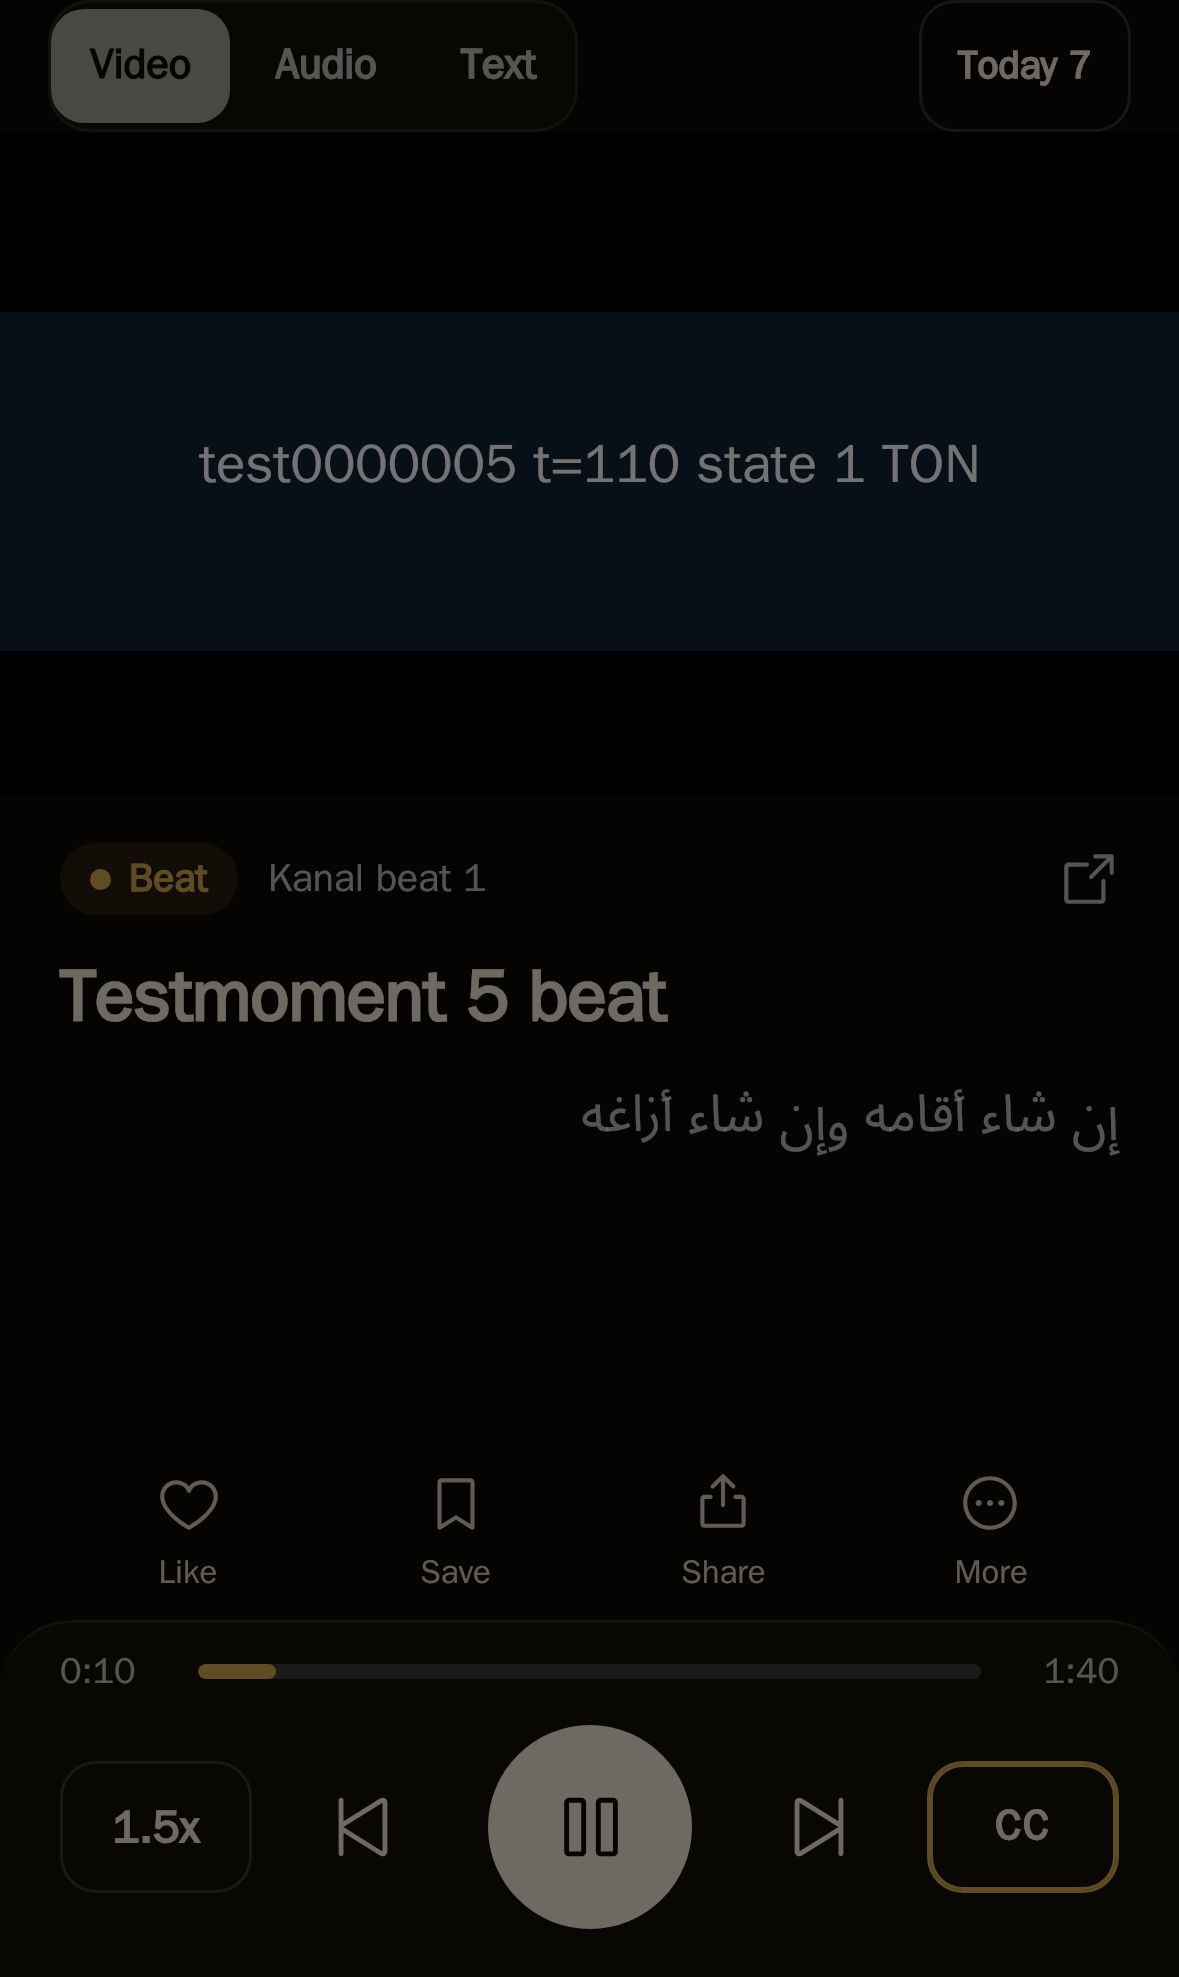 Video Audio Text Today 7
test0000005 t=110 state 1 TON
Beat Kanal beat 1
Testmoment 5 beat
إن شاء أقامه وإن شاء أزاغه
Like Save Share More
0:10 1:40
1.5x CC